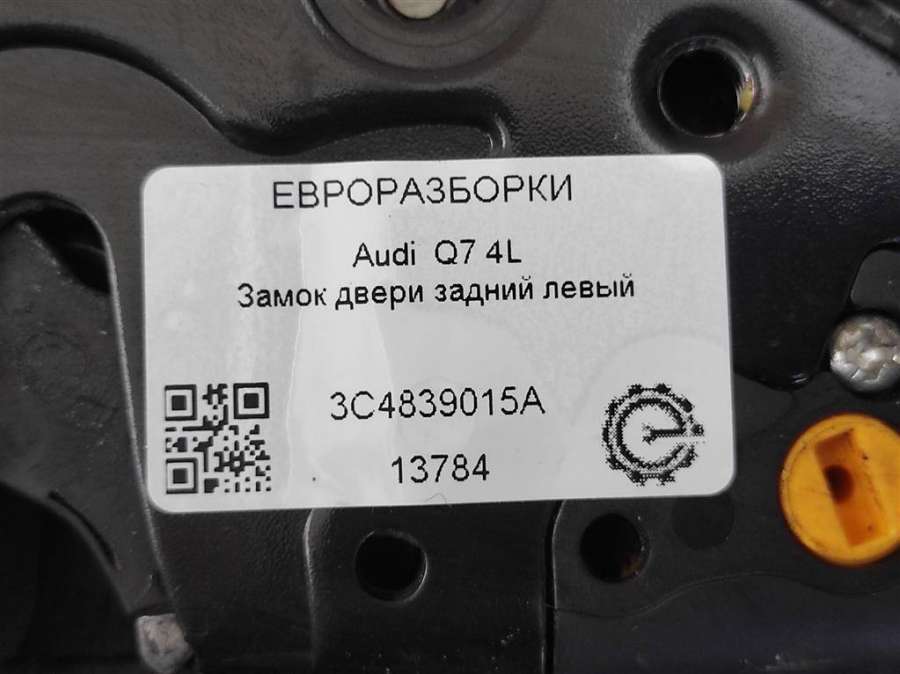 ЕВРОРАЗБОРКИ
Audi Q7 4L
Замок двери задний левый
3C4839015A
13784